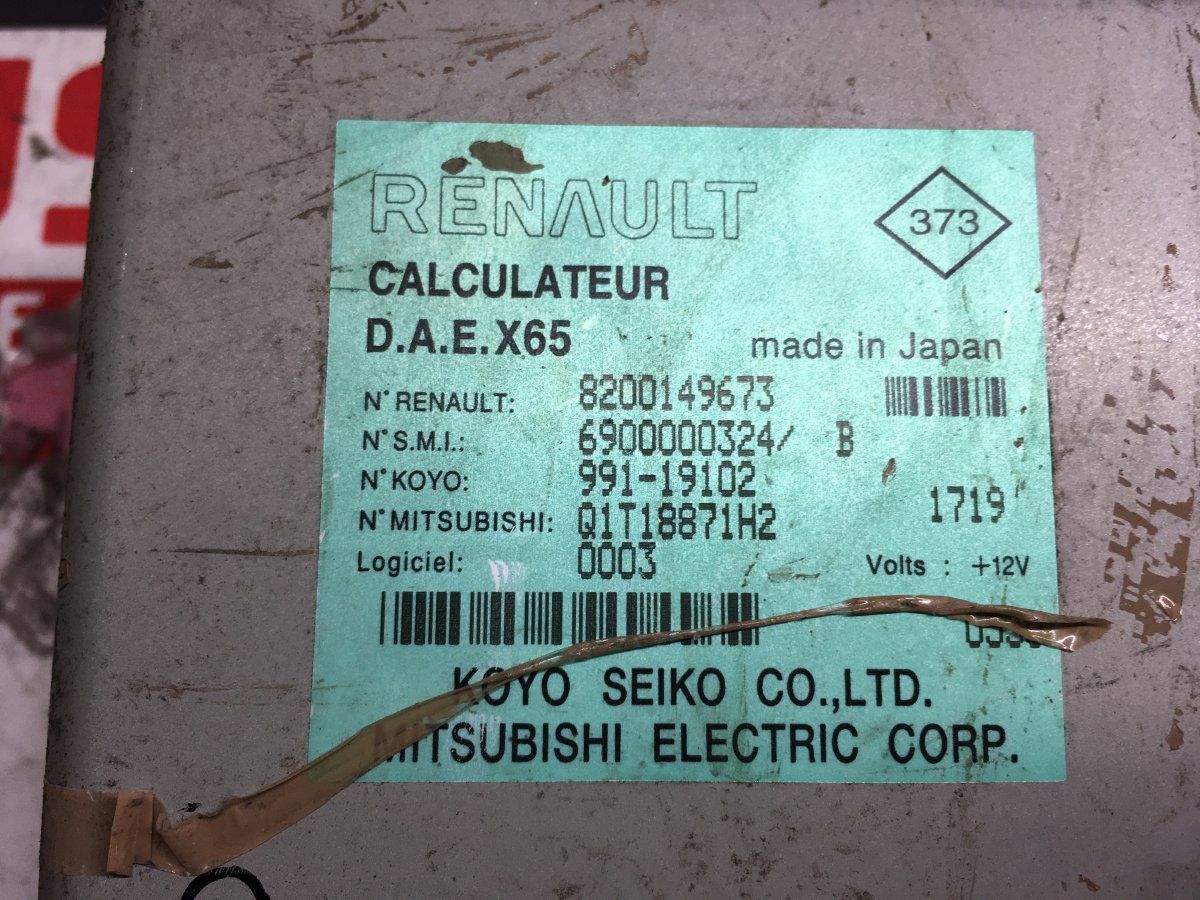 RENAULT
373
CALCULATEUR
D.A.E.X65
made in Japan
N° RENAULT: 8200149673
N° S.M.I.: 6900000324/ B
N° KOYO: 991-19102
1719
N° MITSUBISHI: Q1T18871H2
Logiciel: 0003
Volts : +12V
KOYO SEIKO CO.,LTD.
MITSUBISHI ELECTRIC CORP.